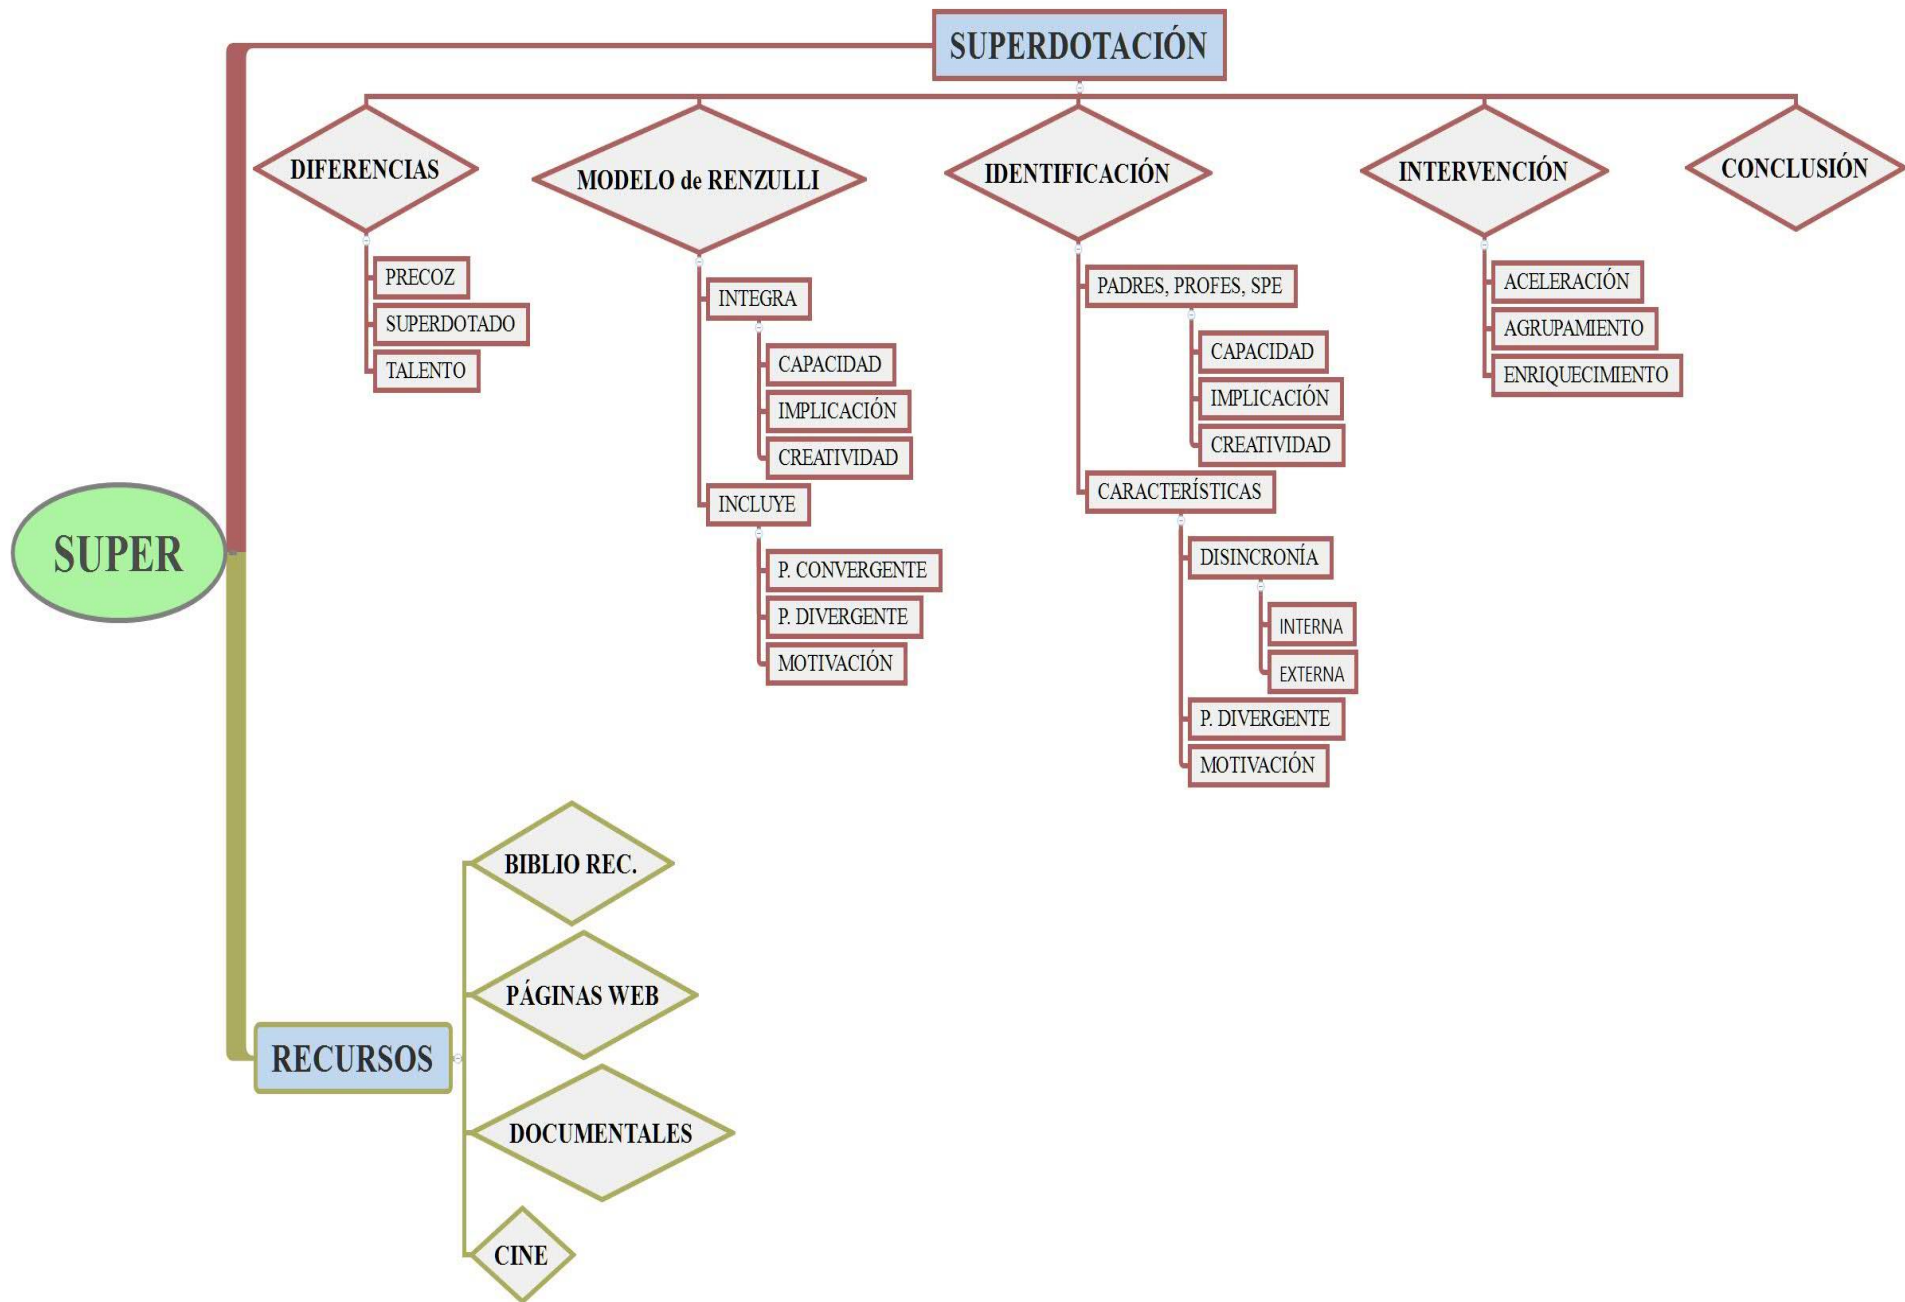 SUPERDOTACIÓN
DIFERENCIAS
PRECOZ
SUPERDOTADO
TALENTO
MODELO de RENZULLI
INTEGRA
CAPACIDAD
IMPLICACIÓN
CREATIVIDAD
INCLUYE
P. CONVERGENTE
P. DIVERGENTE
MOTIVACIÓN
IDENTIFICACIÓN
PADRES, PROFES, SPE
CAPACIDAD
IMPLICACIÓN
CREATIVIDAD
CARACTERÍSTICAS
DISINCRONÍA
INTERNA
EXTERNA
P. DIVERGENTE
MOTIVACIÓN
INTERVENCIÓN
ACELERACIÓN
AGRUPAMIENTO
ENRIQUECIMIENTO
CONCLUSIÓN
SUPER
RECURSOS
BIBLIO REC.
PÁGINAS WEB
DOCUMENTALES
CINE